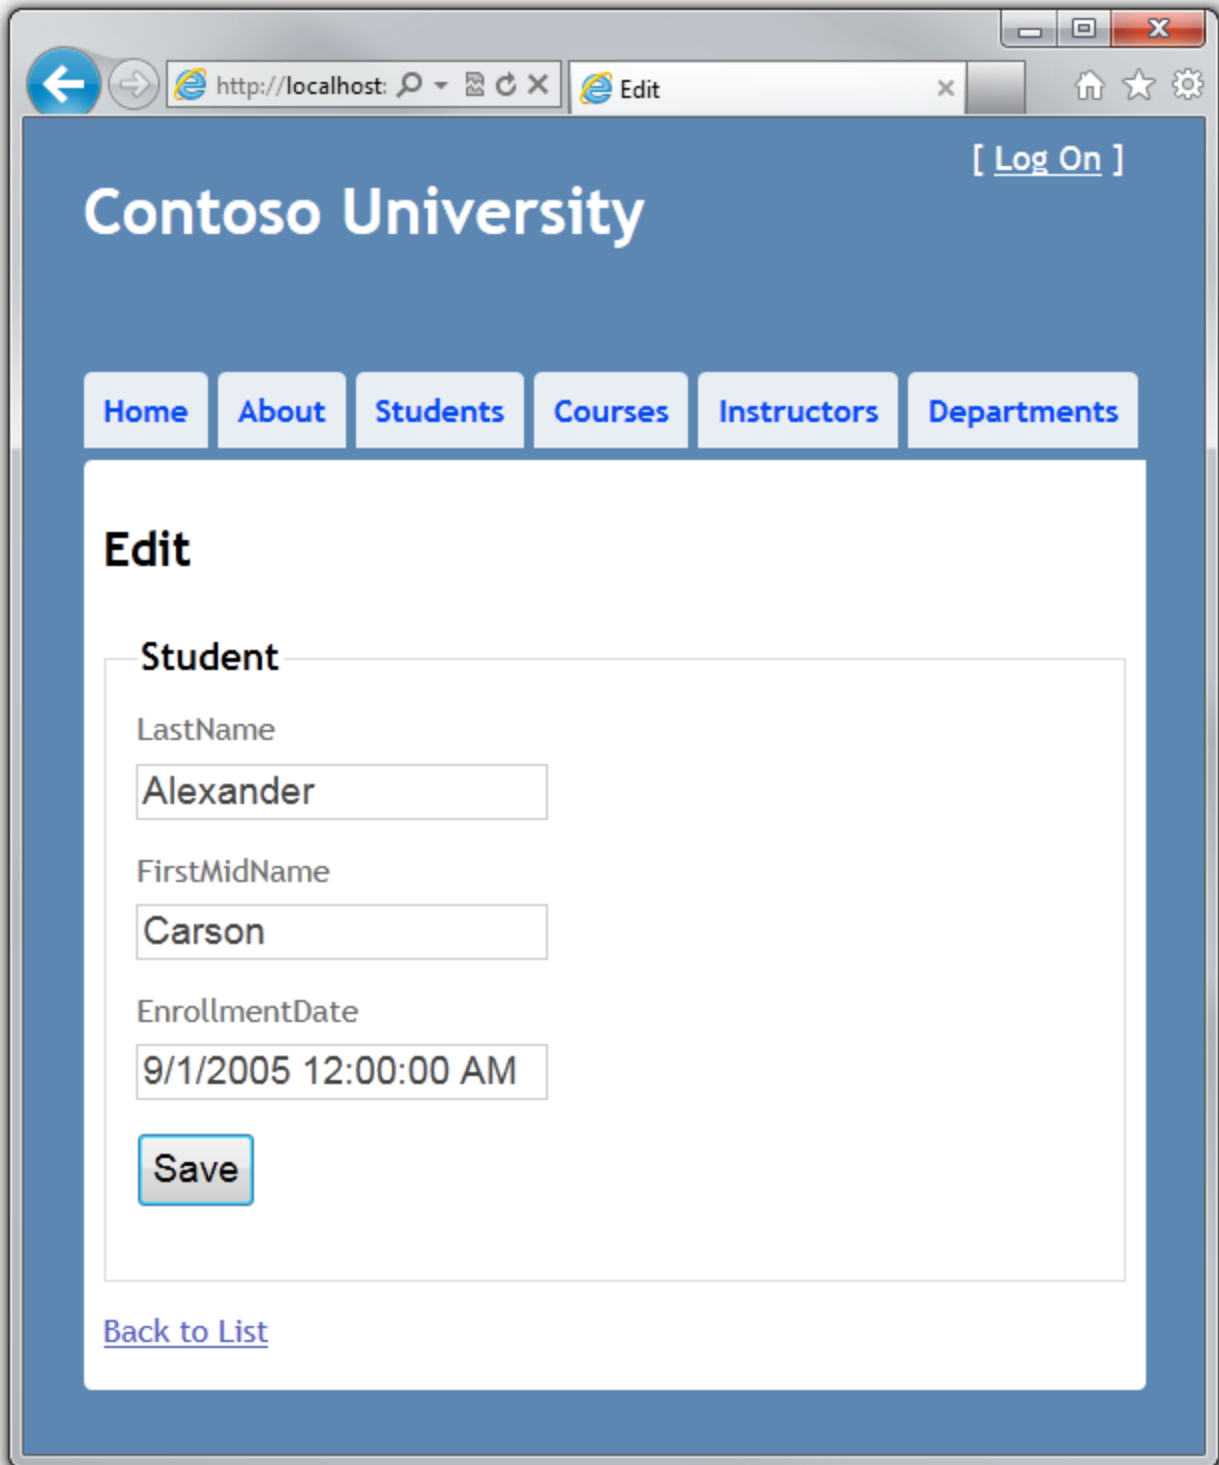 http://localhost:
Edit
[ Log On ]
Contoso University
Home About Students Courses Instructors Departments
Edit
Student
LastName
Alexander
FirstMidName
Carson
EnrollmentDate
9/1/2005 12:00:00 AM
Save
Back to List